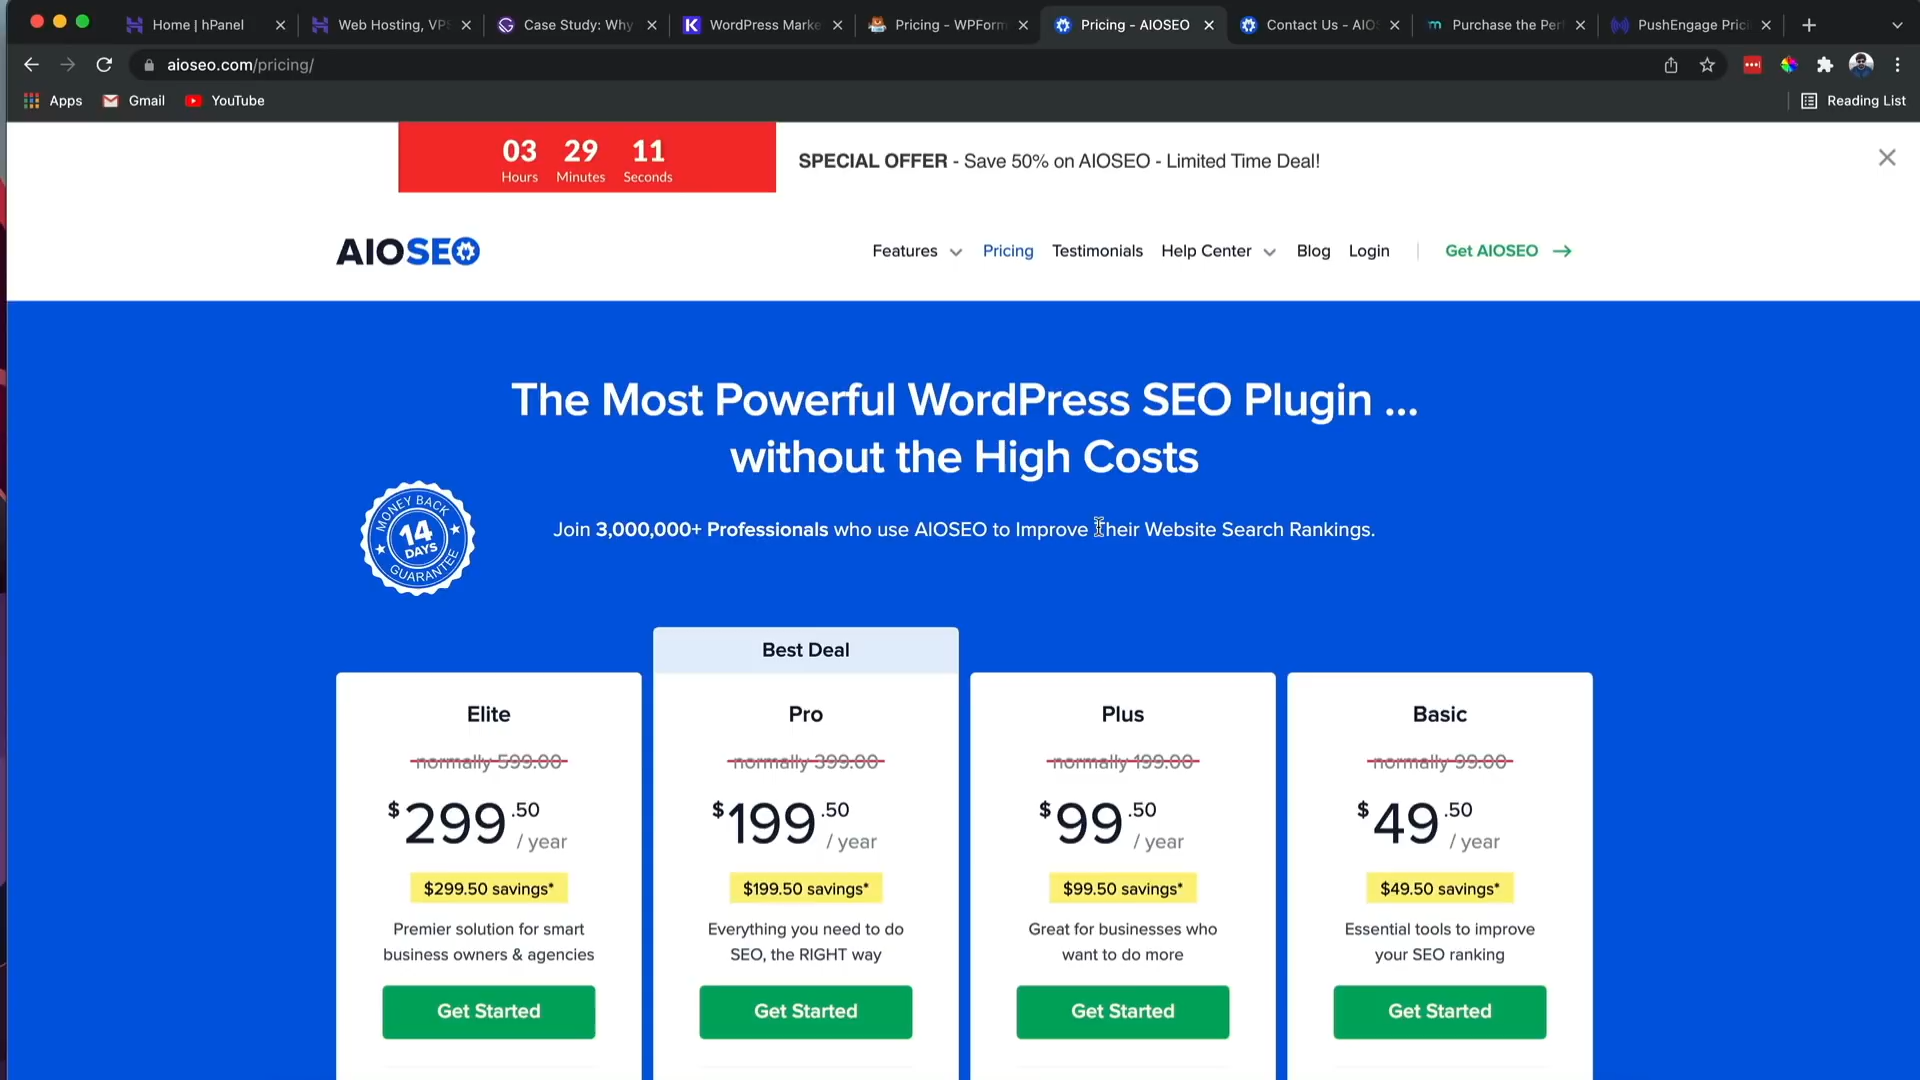 Home | hPanel
Web Hosting, VPS
Case Study: Why
WordPress Marke
Pricing - WPForm
Pricing - AIOSEO
Contact Us - AIOS
Purchase the Per
PushEngage Prici
aioseo.com/pricing/
Apps
Gmail
YouTube
Reading List
03 Hours
29 Minutes
11 Seconds
SPECIAL OFFER - Save 50% on AIOSEO - Limited Time Deal!
AIOSEO
Features
Pricing
Testimonials
Help Center
Blog
Login
Get AIOSEO →
The Most Powerful WordPress SEO Plugin ...
without the High Costs
MONEY BACK
14
DAYS
GUARANTEE
Join 3,000,000+ Professionals who use AIOSEO to Improve Their Website Search Rankings.
Elite
normally 599.00
$299.50 / year
$299.50 savings*
Premier solution for smart
business owners & agencies
Get Started
Best Deal
Pro
normally 399.00
$199.50 / year
$199.50 savings*
Everything you need to do
SEO, the RIGHT way
Get Started
Plus
normally 199.00
$99.50 / year
$99.50 savings*
Great for businesses who
want to do more
Get Started
Basic
normally 99.00
$49.50 / year
$49.50 savings*
Essential tools to improve
your SEO ranking
Get Started